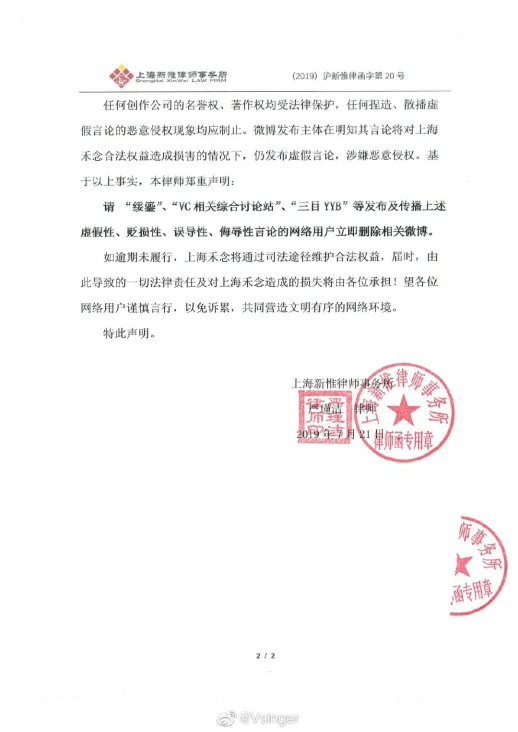 上海新惟律师事务所
ShangHai XinWei LAW FIRM
(2019) 沪新惟律函字第 20 号
任何创作公司的名誉权、著作权均受法律保护，任何捏造、散播虚
假言论的恶意侵权现象均应制止。微博发布主体在明知其言论将对上海
禾念合法权益造成损害的情况下，仍发布虚假言论，涉嫌恶意侵权。基
于以上事实，本律师郑重声明：
请 “绥鎏”、“VC 相关综合讨论站”、“三目 YYB” 等发布及传播上述
虚假性、贬损性、误导性、侮辱性言论的网络用户立即删除相关微博。
如逾期未履行，上海禾念将通过司法途径维护合法权益，届时，由
此导致的一切法律责任及对上海禾念造成的损失将由各位承担！望各位
网络用户谨慎言行，以免诉累，共同营造文明有序的网络环境。
特此声明。
上海新惟律师事务所
严瑾洁 律师
2019 年 7 月 21 日
严瑾洁律师印
上海新惟律师事务所
律师函专用章
师事务所
函专用章
2 / 2
@Vsinger